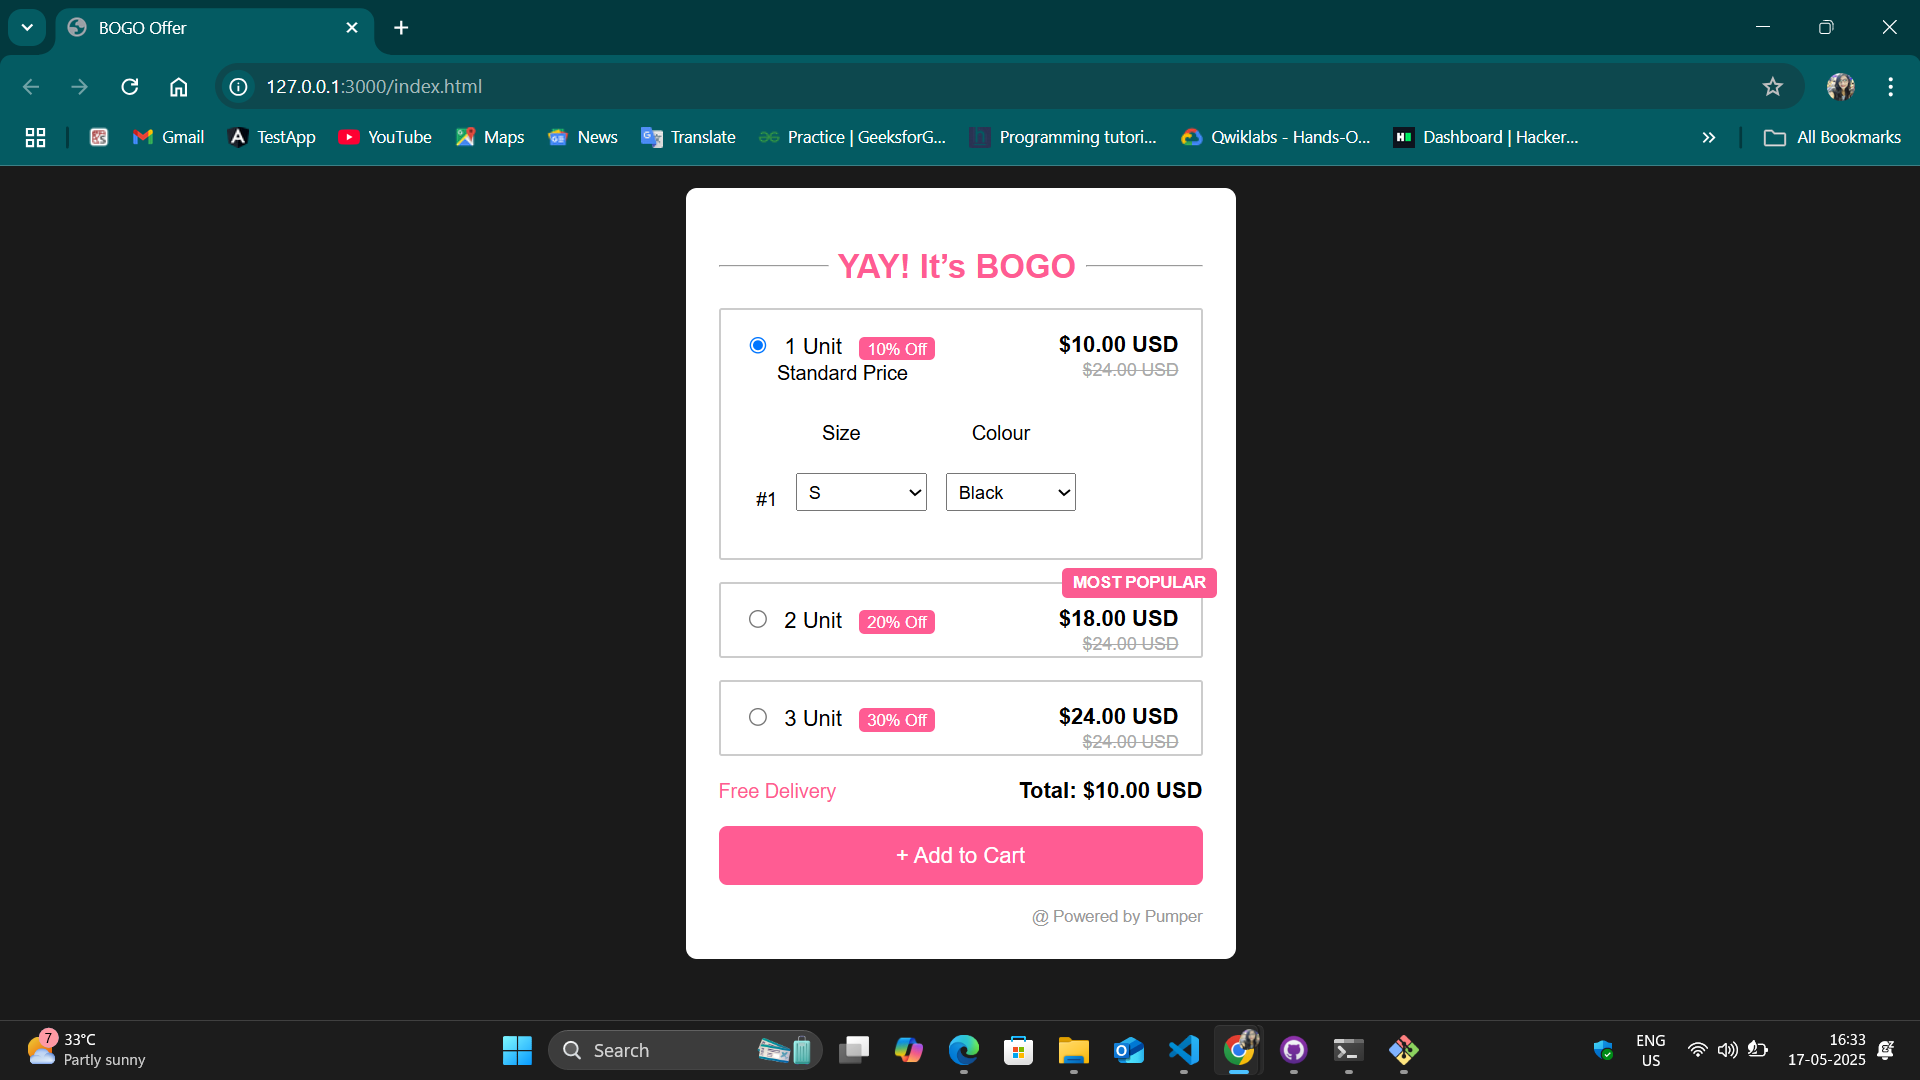 BOGO Offer
127.0.0.1:3000/index.html
Gmail
TestApp
YouTube
Maps
News
Translate
Practice | GeeksforG...
Programming tutori...
Qwiklabs - Hands-O...
Dashboard | Hacker...
All Bookmarks
YAY! It’s BOGO
1 Unit 10% Off $10.00 USD
Standard Price $24.00 USD
Size Colour
#1 S Black
MOST POPULAR
2 Unit 20% Off $18.00 USD
$24.00 USD
3 Unit 30% Off $24.00 USD
$24.00 USD
Free Delivery Total: $10.00 USD
+ Add to Cart
@ Powered by Pumper
7
33°C
Partly sunny
Search
ENG
US
16:33
17-05-2025